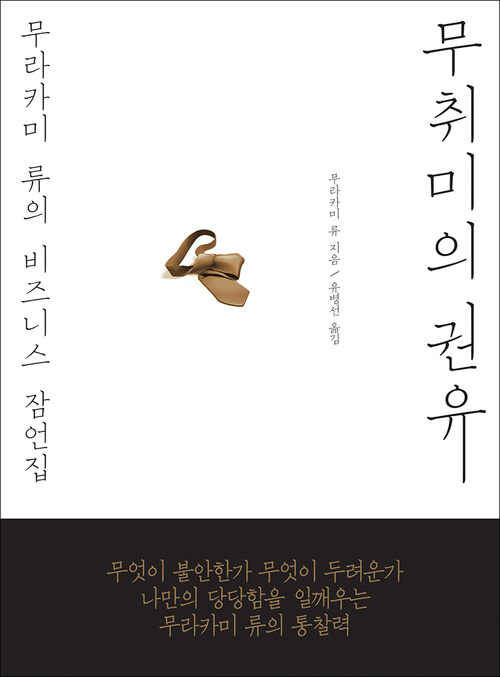 무취미의 권유
무라카미 류 지음 / 유병선 옮김
무라카미 류의 비즈니스 잠언집
무엇이 불안한가 무엇이 두려운가
나만의 당당함을 일깨우는
무라카미 류의 통찰력